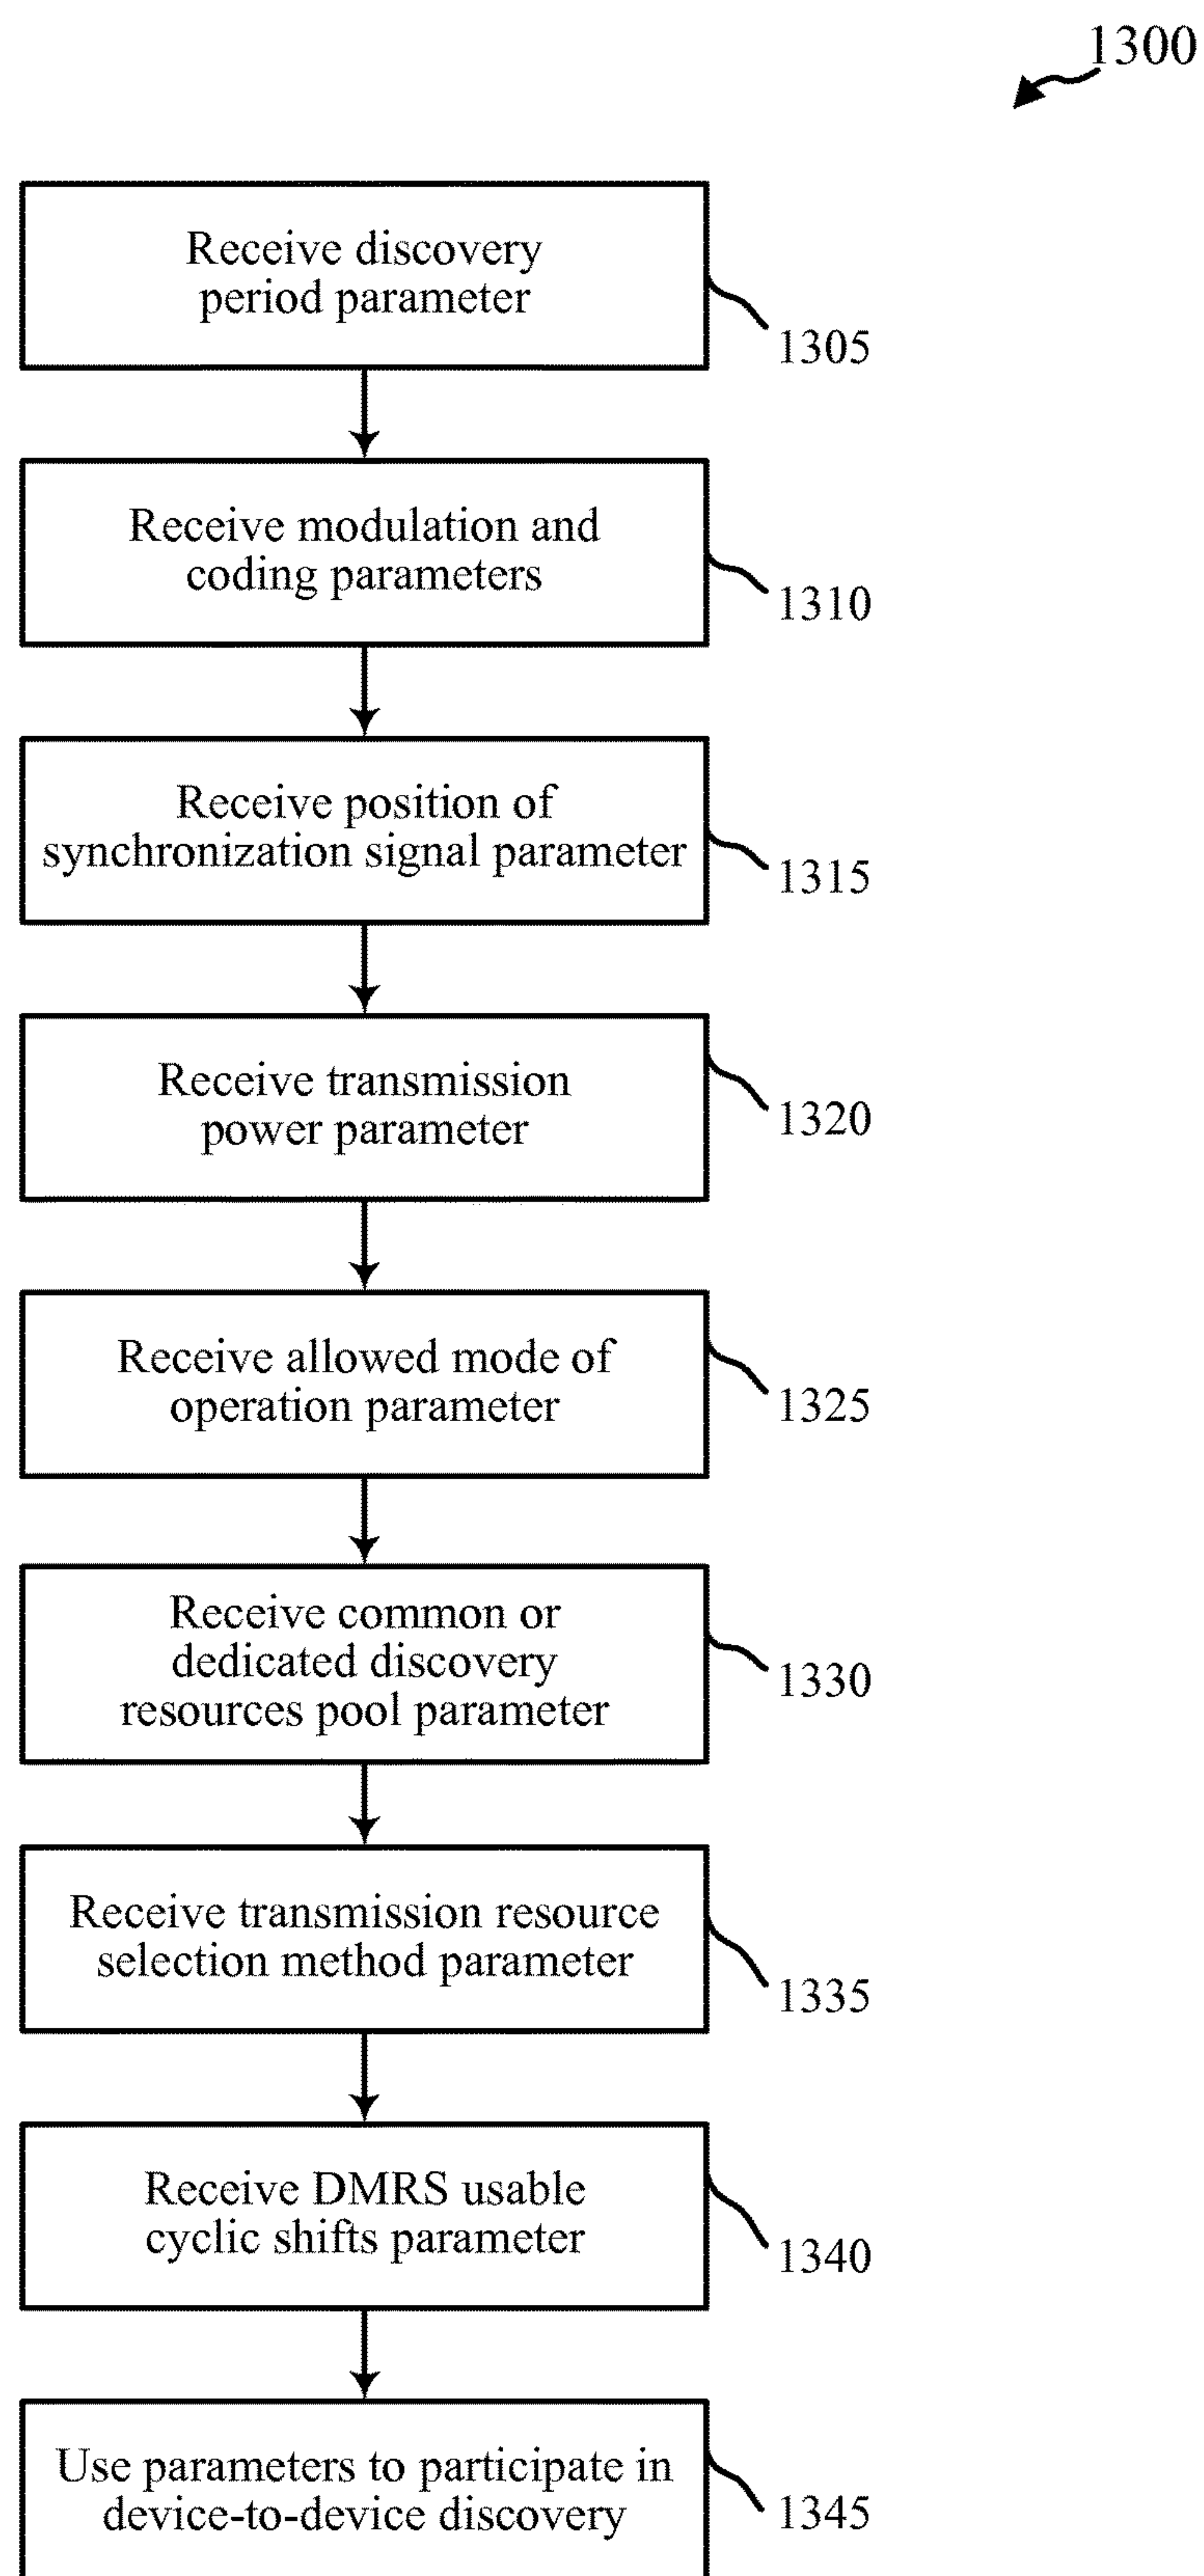 1300
Receive discovery
period parameter
1305
Receive modulation and
coding parameters
1310
Receive position of
synchronization signal parameter
1315
Receive transmission
power parameter
1320
Receive allowed mode of
operation parameter
1325
Receive common or
dedicated discovery
resources pool parameter
1330
Receive transmission resource
selection method parameter
1335
Receive DMRS usable
cyclic shifts parameter
1340
Use parameters to participate in
device-to-device discovery
1345